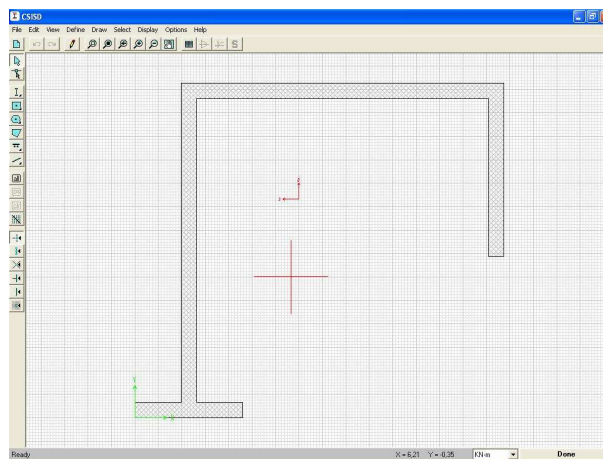 CSISD
File Edit View Define Draw Select Display Options Help
Y
X
Ready
X = 6,21 Y = -0,35
KN-m
Done